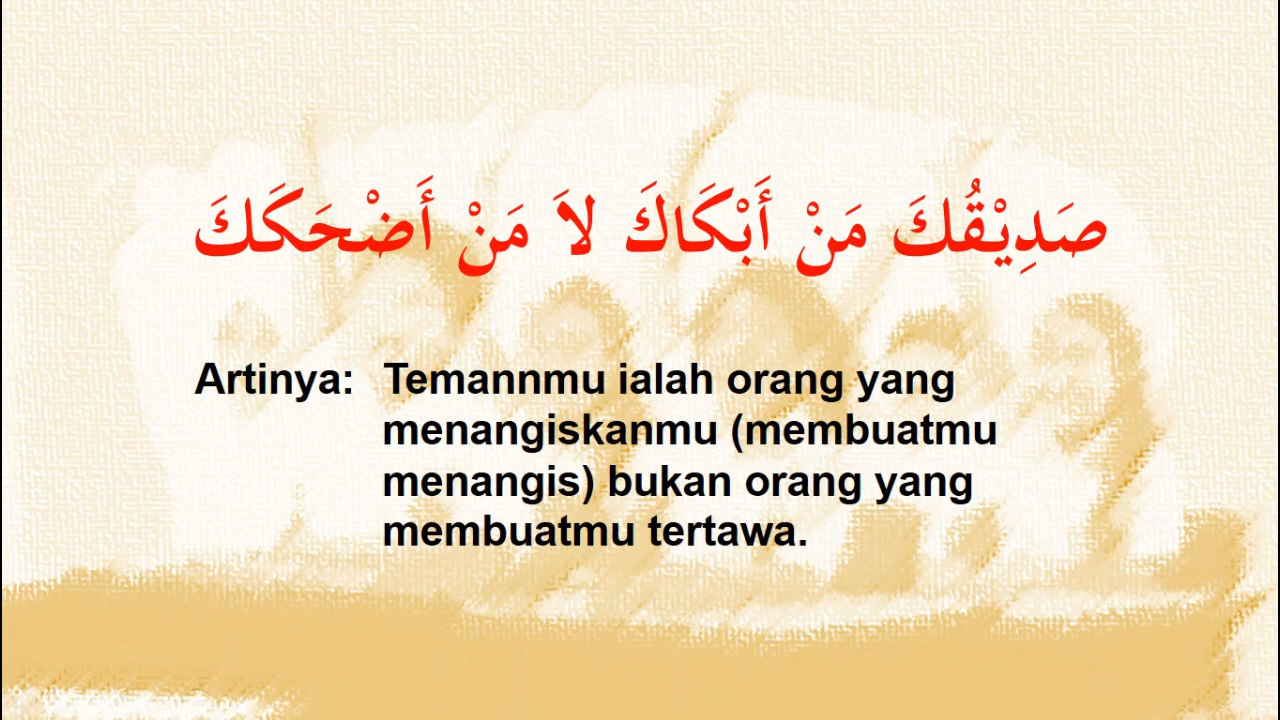 صَدِيْقُكَ مَنْ أَبْكَاكَ لاَ مَنْ أَضْحَكَكَ
Artinya: Temannmu ialah orang yang
menangiskanmu (membuatmu
menangis) bukan orang yang
membuatmu tertawa.